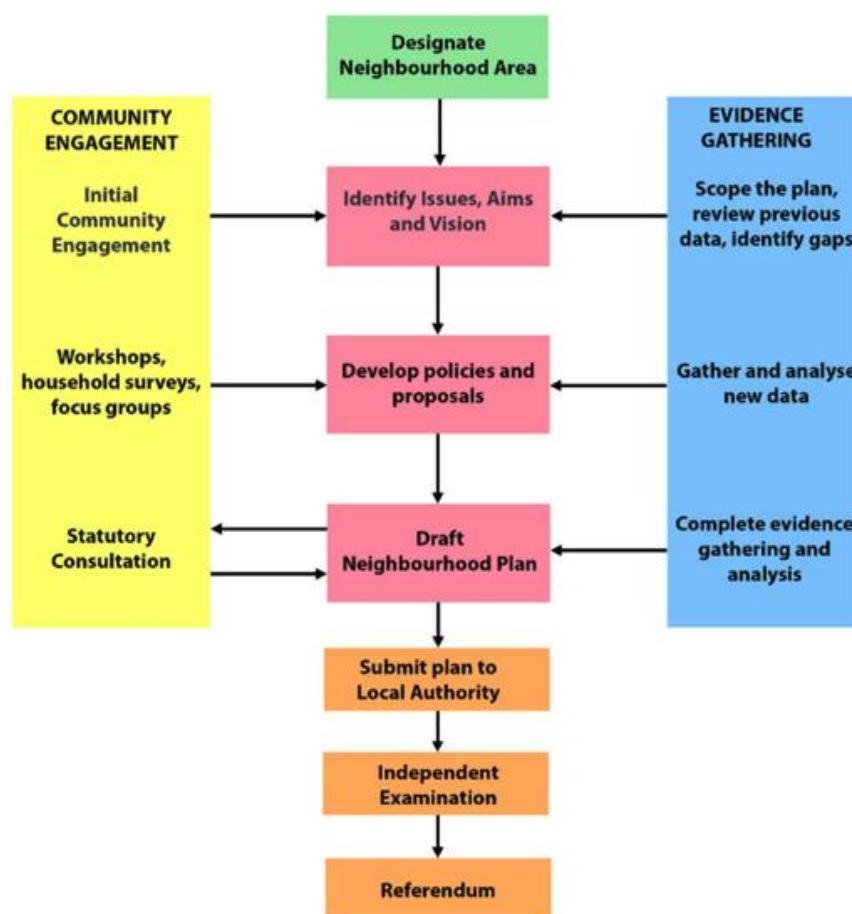 Designate
Neighbourhood Area
COMMUNITY
ENGAGEMENT
Initial
Community
Engagement
Workshops,
household surveys,
focus groups
Statutory
Consultation
Identify Issues, Aims
and Vision
Develop policies and
proposals
Draft
Neighbourhood Plan
EVIDENCE
GATHERING
Scope the plan,
review previous
data, identify gaps
Gather and analyse
new data
Complete evidence
gathering and
analysis
Submit plan to
Local Authority
Independent
Examination
Referendum